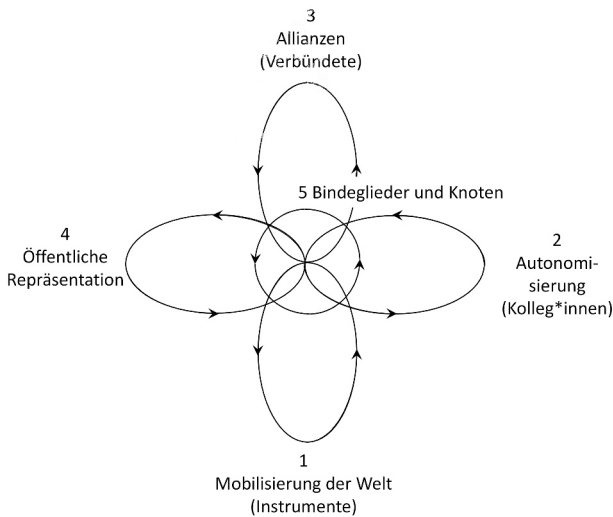 3
Allianzen
(Verbündete)
5 Bindeglieder und Knoten
4
Öffentliche
Repräsentation
2
Autonomi-
sierung
(Kolleg*innen)
1
Mobilisierung der Welt
(Instrumente)